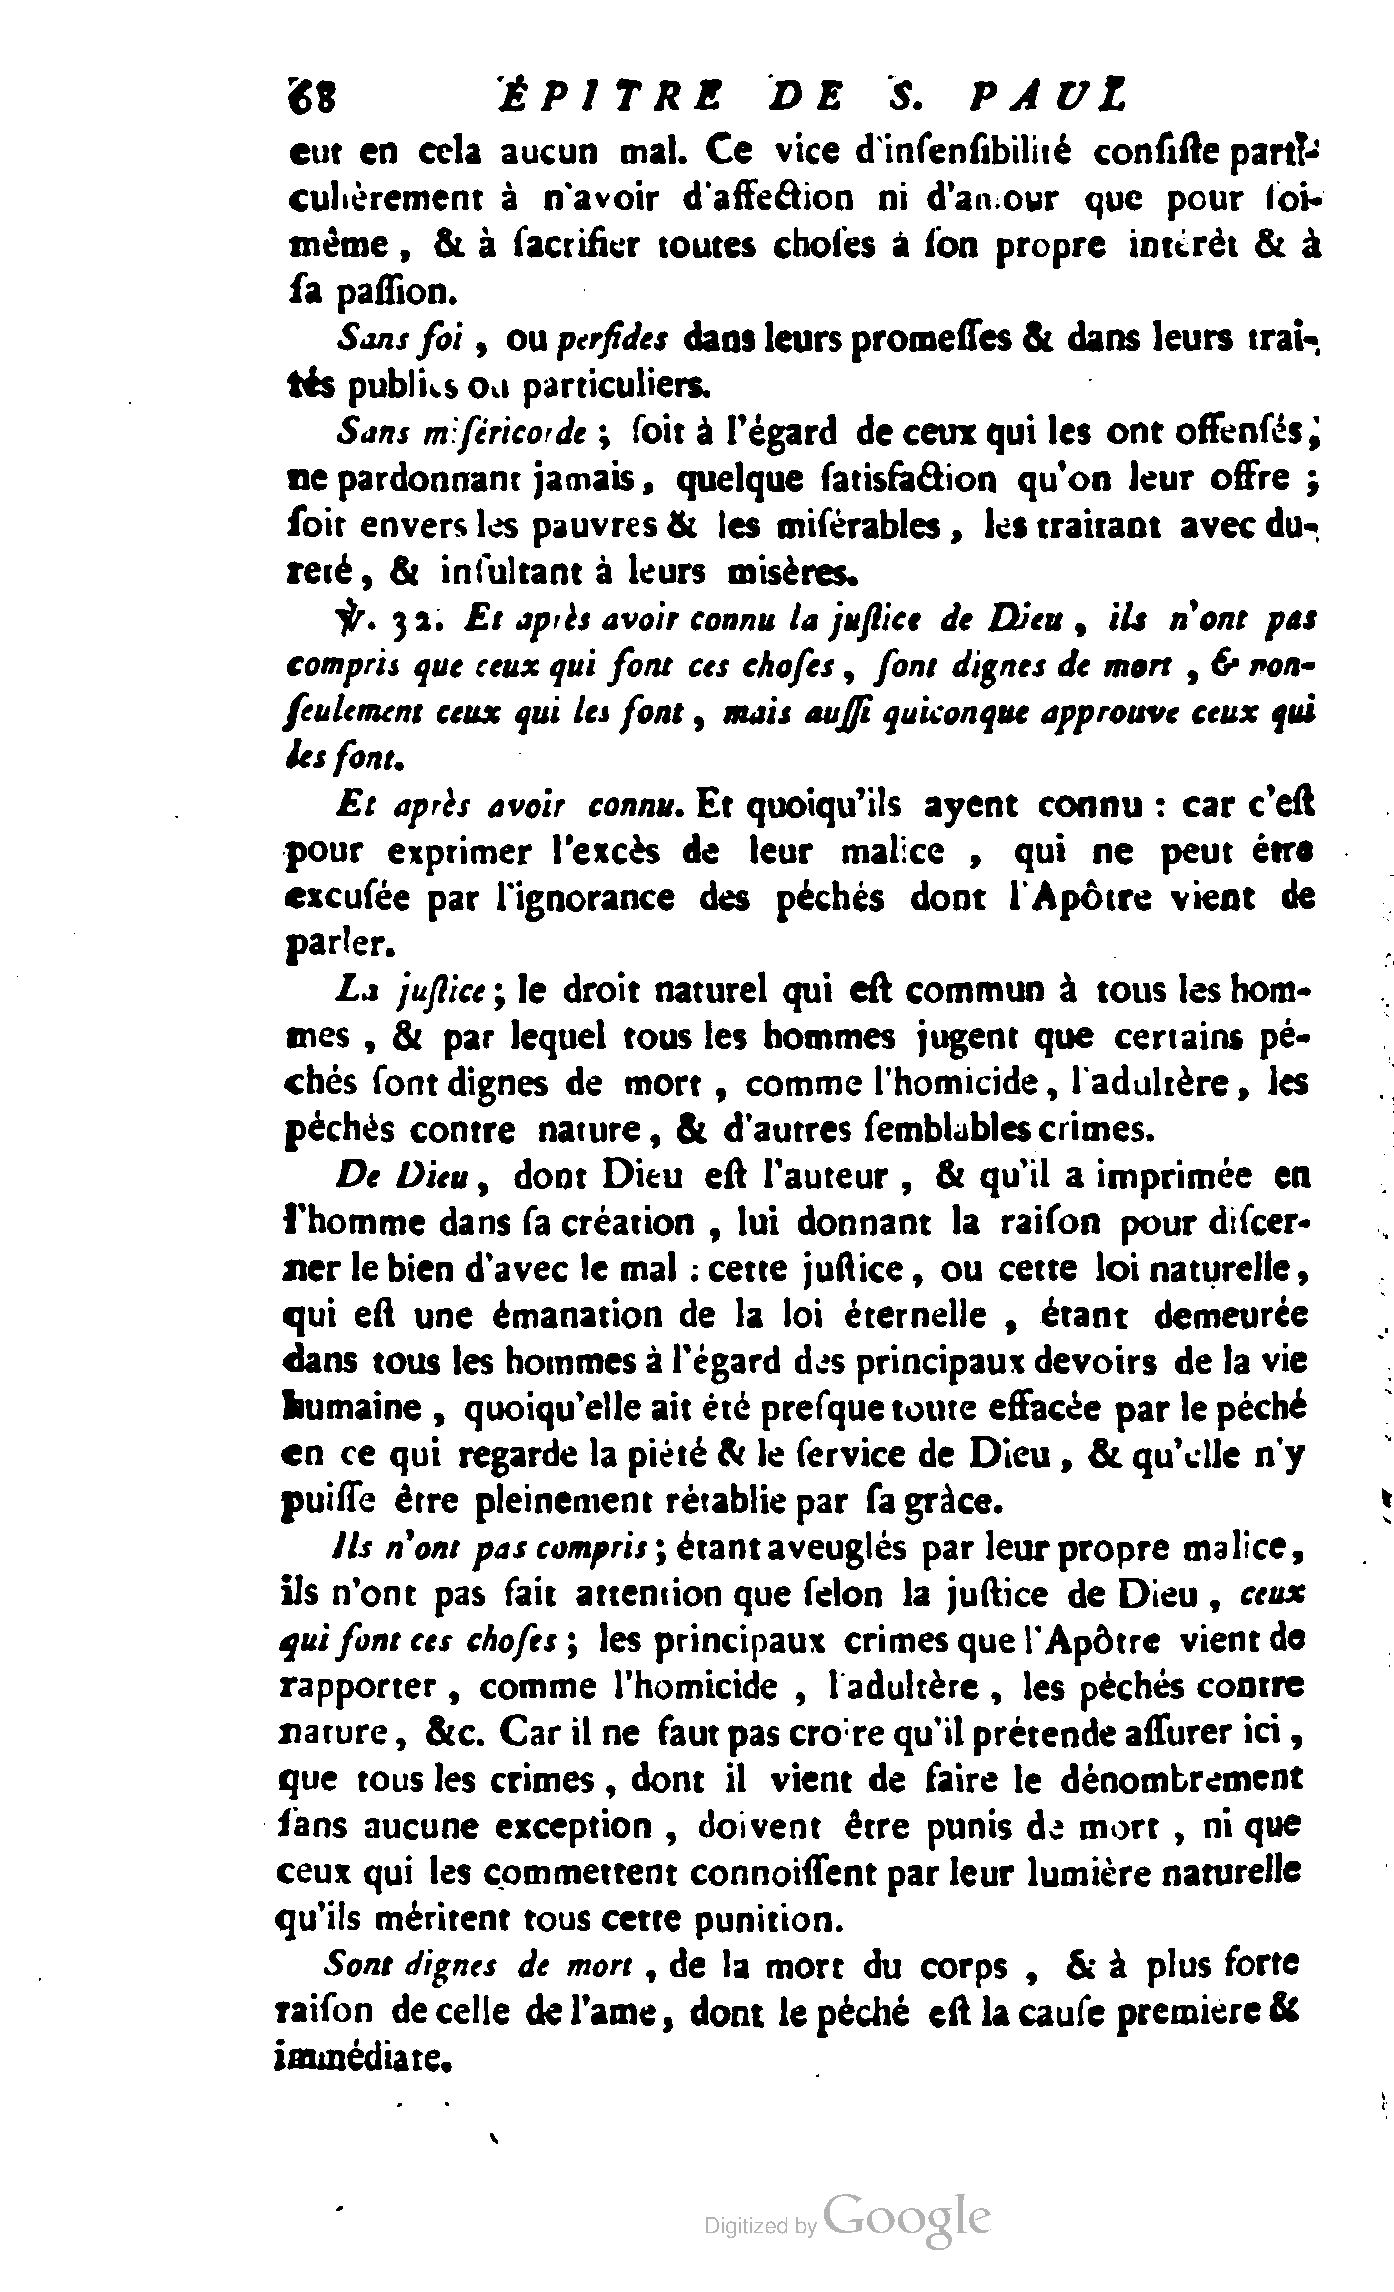 68 ÉPITRE DE S. PAUL
eut en cela aucun mal. Ce vice d'inſenſibilité conſiſte parti-
culièrement à n'avoir d'affection ni d'amour que pour ſoi-
même, & à ſacrifier toutes choſes à ſon propre intérêt & à
ſa paſſion.
Sans foi, ou perfides dans leurs promeſſes & dans leurs trai-
tés publics ou particuliers.
Sans miſéricorde; ſoit à l'égard de ceux qui les ont offenſés,
ne pardonnant jamais, quelque ſatisfaction qu'on leur offre ;
ſoit envers les pauvres & les miſérables, les traitant avec du-
reté, & inſultant à leurs misères.
℣. 32. Et après avoir connu la juſtice de Dieu, ils n'ont pas
compris que ceux qui font ces choſes, ſont dignes de mort, & non-
ſeulement ceux qui les font, mais auſſi quiconque approuve ceux qui
les font.
Et après avoir connu. Et quoiqu'ils ayent connu : car c'eſt
pour exprimer l'excès de leur malice, qui ne peut être
excuſée par l'ignorance des péchés dont l'Apôtre vient de
parler.
La juſtice; le droit naturel qui eſt commun à tous les hom-
mes, & par lequel tous les hommes jugent que certains pé-
chés ſont dignes de mort, comme l'homicide, l'adultère, les
péchés contre nature, & d'autres ſemblables crimes.
De Dieu, dont Dieu eſt l'auteur, & qu'il a imprimée en
l'homme dans ſa création, lui donnant la raiſon pour diſcer-
ner le bien d'avec le mal : cette juſtice, ou cette loi naturelle,
qui eſt une émanation de la loi éternelle, étant demeurée
dans tous les hommes à l'égard des principaux devoirs de la vie
humaine, quoiqu'elle ait été preſque toute effacée par le péché
en ce qui regarde la piété & le ſervice de Dieu, & qu'elle n'y
puiſſe être pleinement rétablie par ſa grâce.
Ils n'ont pas compris; étant aveuglés par leur propre malice,
ils n'ont pas fait attention que ſelon la juſtice de Dieu, ceux
qui font ces choſes; les principaux crimes que l'Apôtre vient de
rapporter, comme l'homicide, l'adultère, les péchés contre
nature, &c. Car il ne faut pas croire qu'il prétende aſſurer ici,
que tous les crimes, dont il vient de faire le dénombrement
ſans aucune exception, doivent être punis de mort, ni que
ceux qui les commettent connoiſſent par leur lumière naturelle
qu'ils méritent tous cette punition.
Sont dignes de mort, de la mort du corps, & à plus forte
raiſon de celle de l'ame, dont le péché eſt la cauſe première &
immédiate.
Digitized by Google